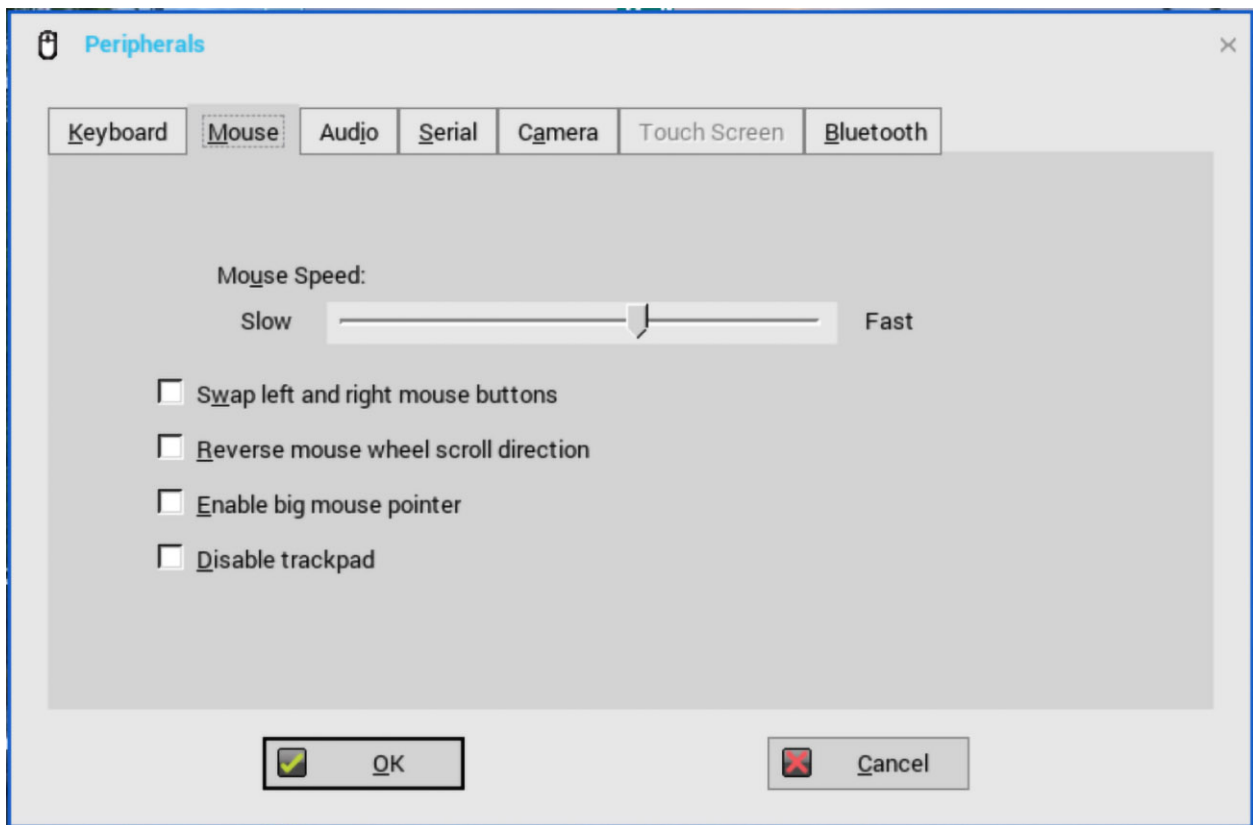 Peripherals
Keyboard Mouse Audio Serial Camera Touch Screen Bluetooth
Mouse Speed:
Slow Fast
Swap left and right mouse buttons
Reverse mouse wheel scroll direction
Enable big mouse pointer
Disable trackpad
OK Cancel